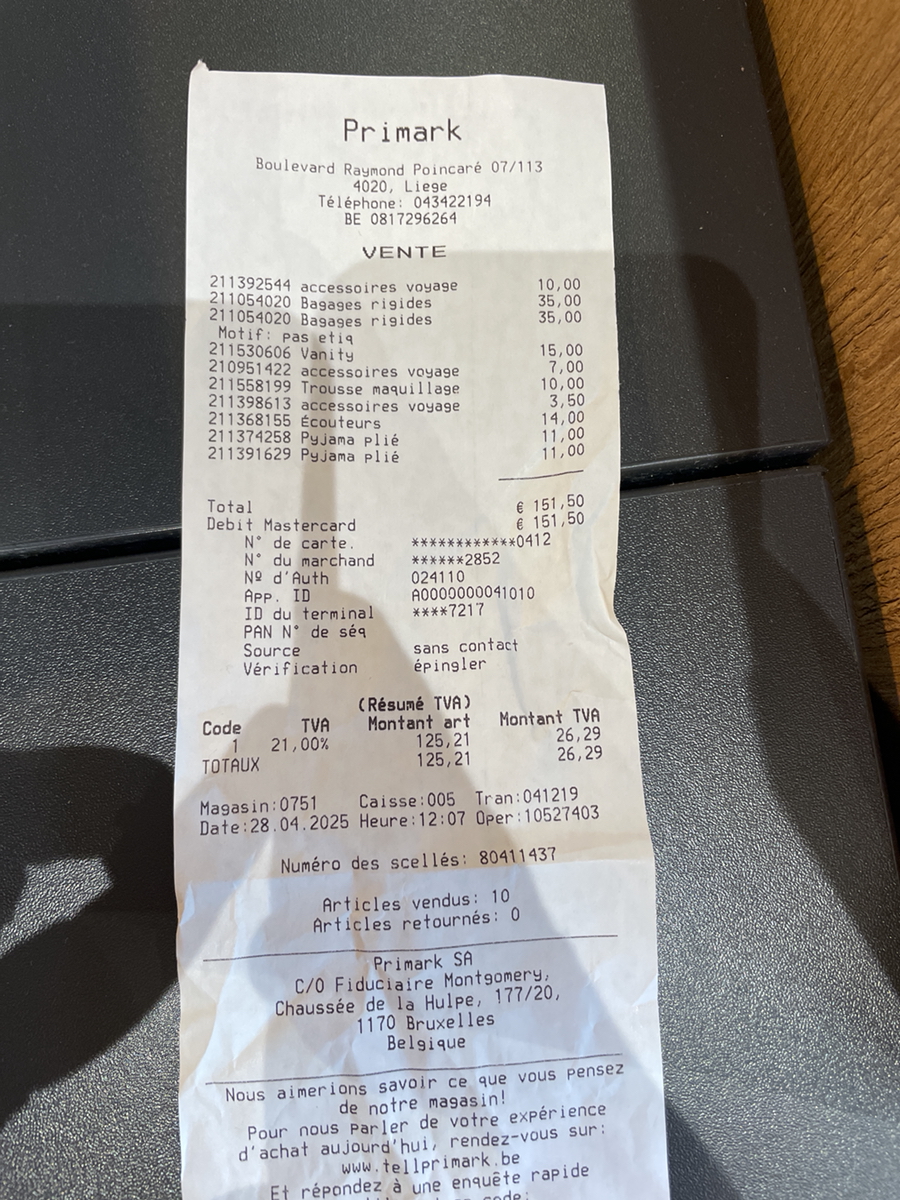 Primark
Boulevard Raymond Poincaré 07/113
4020, Liege
Téléphone: 043422194
BE 0817296264
VENTE
211392544 accessoires voyage 10,00
211054020 Bagages rigides 35,00
211054020 Bagages rigides 35,00
Motif: pas etiq
211530606 Vanity 15,00
210951422 accessoires voyage 7,00
211558199 Trousse maquillage 10,00
211398613 accessoires voyage 3,50
211368155 Écouteurs 14,00
211374258 Pyjama plié 11,00
211391629 Pyjama plié 11,00
Total € 151,50
Debit Mastercard € 151,50
N° de carte. ************0412
N° du marchand ******2852
Nº d'Auth 024110
App. ID A0000000041010
ID du terminal ****7217
PAN N° de séq
Source sans contact
Vérification épingler
(Résumé TVA)
Code TVA Montant art Montant TVA
1 21,00% 125,21 26,29
TOTAUX 125,21 26,29
Magasin:0751 Caisse:005 Tran:041219
Date:28.04.2025 Heure:12:07 Oper:10527403
Numéro des scellés: 80411437
Articles vendus: 10
Articles retournés: 0
Primark SA
C/O Fiduciaire Montgomery,
Chaussée de la Hulpe, 177/20,
1170 Bruxelles
Belgique
Nous aimerions savoir ce que vous pensez
de notre magasin!
Pour nous parler de votre expérience
d'achat aujourd'hui, rendez-vous sur:
www.tellprimark.be
Et répondez à une enquête rapide
code: